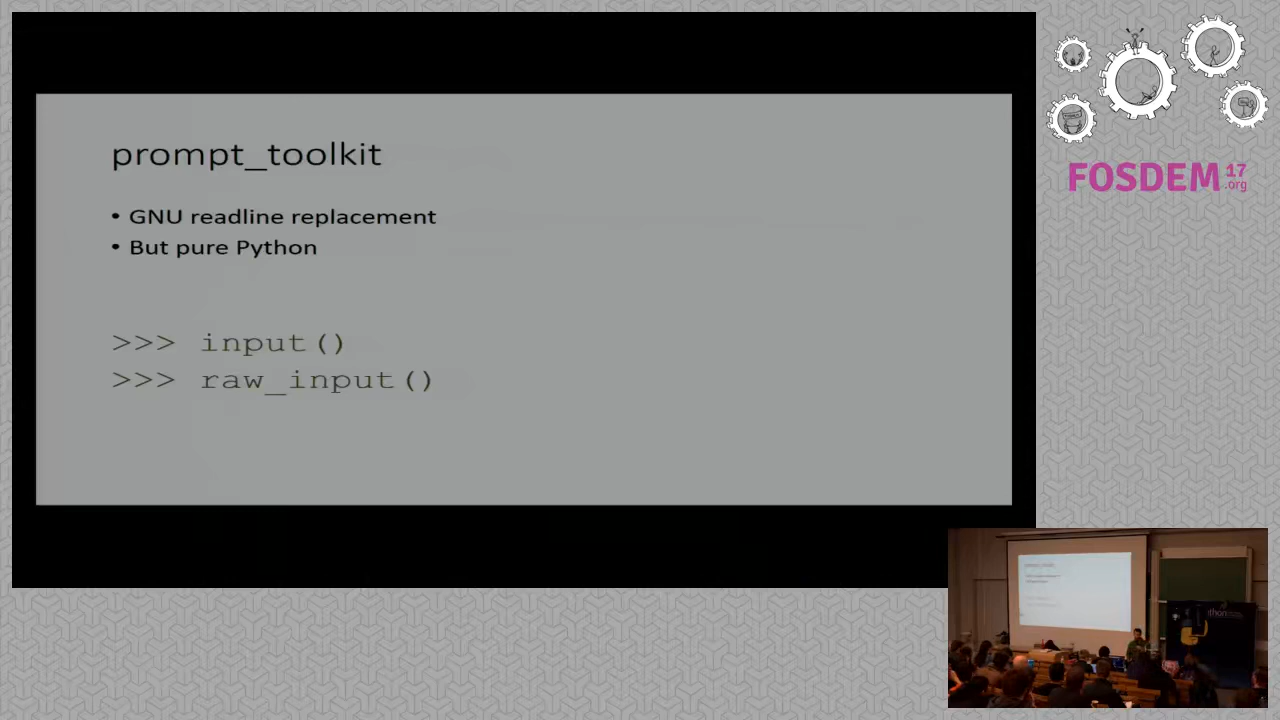 prompt_toolkit
• GNU readline replacement
• But pure Python
>>> input()
>>> raw_input()
FOSDEM 17
.org